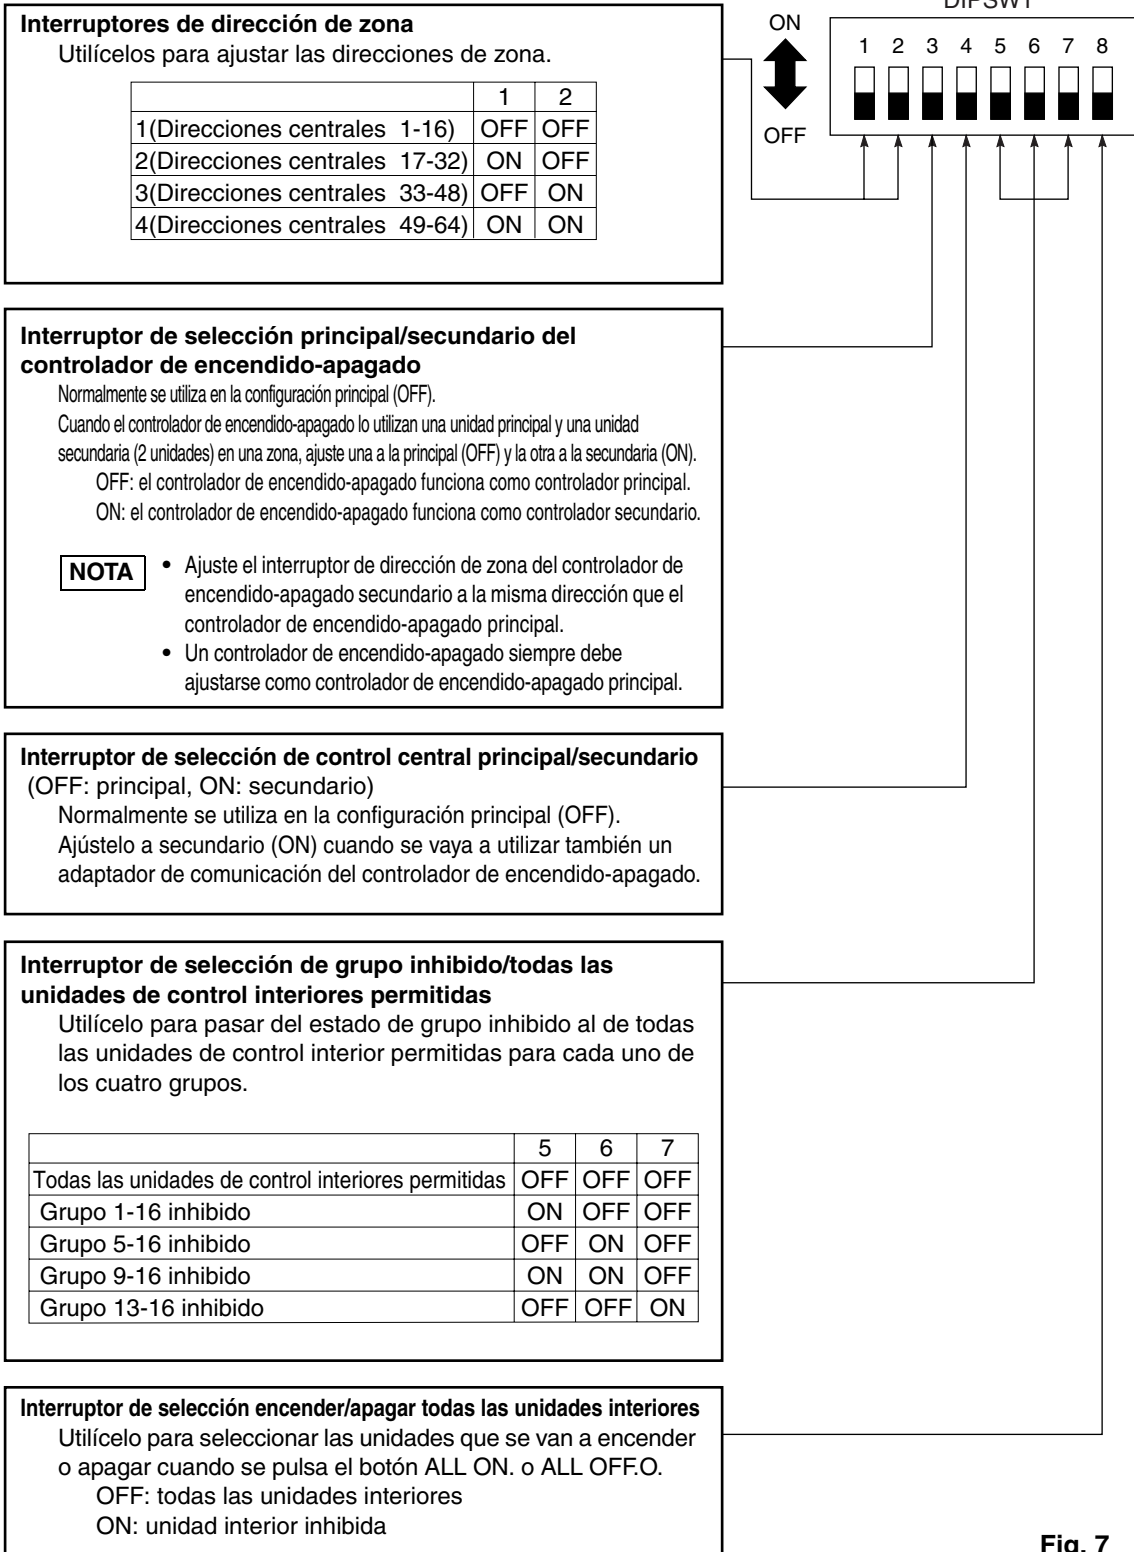 DIPSW1
Interruptores de dirección de zona
Utilícelos para ajustar las direcciones de zona.
1 2
1(Direcciones centrales 1-16) OFF OFF
2(Direcciones centrales 17-32) ON OFF
3(Direcciones centrales 33-48) OFF ON
4(Direcciones centrales 49-64) ON ON
ON
OFF
1 2 3 4 5 6 7 8
Interruptor de selección principal/secundario del
controlador de encendido-apagado
Normalmente se utiliza en la configuración principal (OFF).
Cuando el controlador de encendido-apagado lo utilizan una unidad principal y una unidad
secundaria (2 unidades) en una zona, ajuste una a la principal (OFF) y la otra a la secundaria (ON).
OFF: el controlador de encendido-apagado funciona como controlador principal.
ON: el controlador de encendido-apagado funciona como controlador secundario.
NOTA • Ajuste el interruptor de dirección de zona del controlador de
encendido-apagado secundario a la misma dirección que el
controlador de encendido-apagado principal.
• Un controlador de encendido-apagado siempre debe
ajustarse como controlador de encendido-apagado principal.
Interruptor de selección de control central principal/secundario
(OFF: principal, ON: secundario)
Normalmente se utiliza en la configuración principal (OFF).
Ajústelo a secundario (ON) cuando se vaya a utilizar también un
adaptador de comunicación del controlador de encendido-apagado.
Interruptor de selección de grupo inhibido/todas las
unidades de control interiores permitidas
Utilícelo para pasar del estado de grupo inhibido al de todas
las unidades de control interior permitidas para cada uno de
los cuatro grupos.
5 6 7
Todas las unidades de control interiores permitidas OFF OFF OFF
Grupo 1-16 inhibido ON OFF OFF
Grupo 5-16 inhibido OFF ON OFF
Grupo 9-16 inhibido ON ON OFF
Grupo 13-16 inhibido OFF OFF ON
Interruptor de selección encender/apagar todas las unidades interiores
Utilícelo para seleccionar las unidades que se van a encender
o apagar cuando se pulsa el botón ALL ON. o ALL OFF.O.
OFF: todas las unidades interiores
ON: unidad interior inhibida
Fig. 7